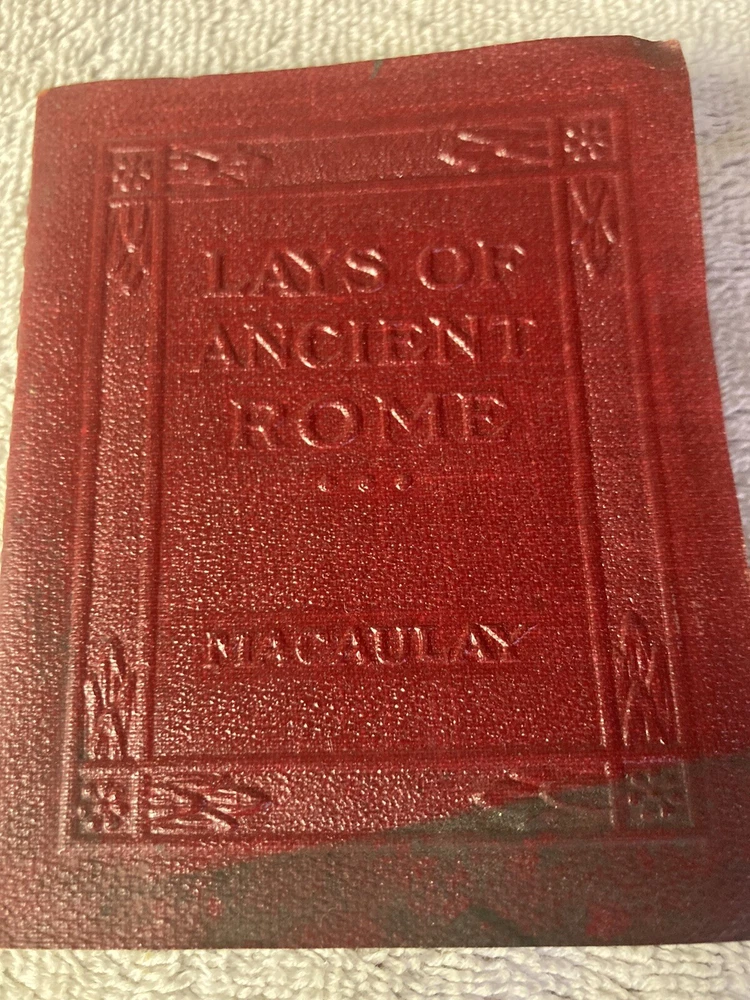 LAYS OF
ANCIENT
ROME
...
MACAULAY